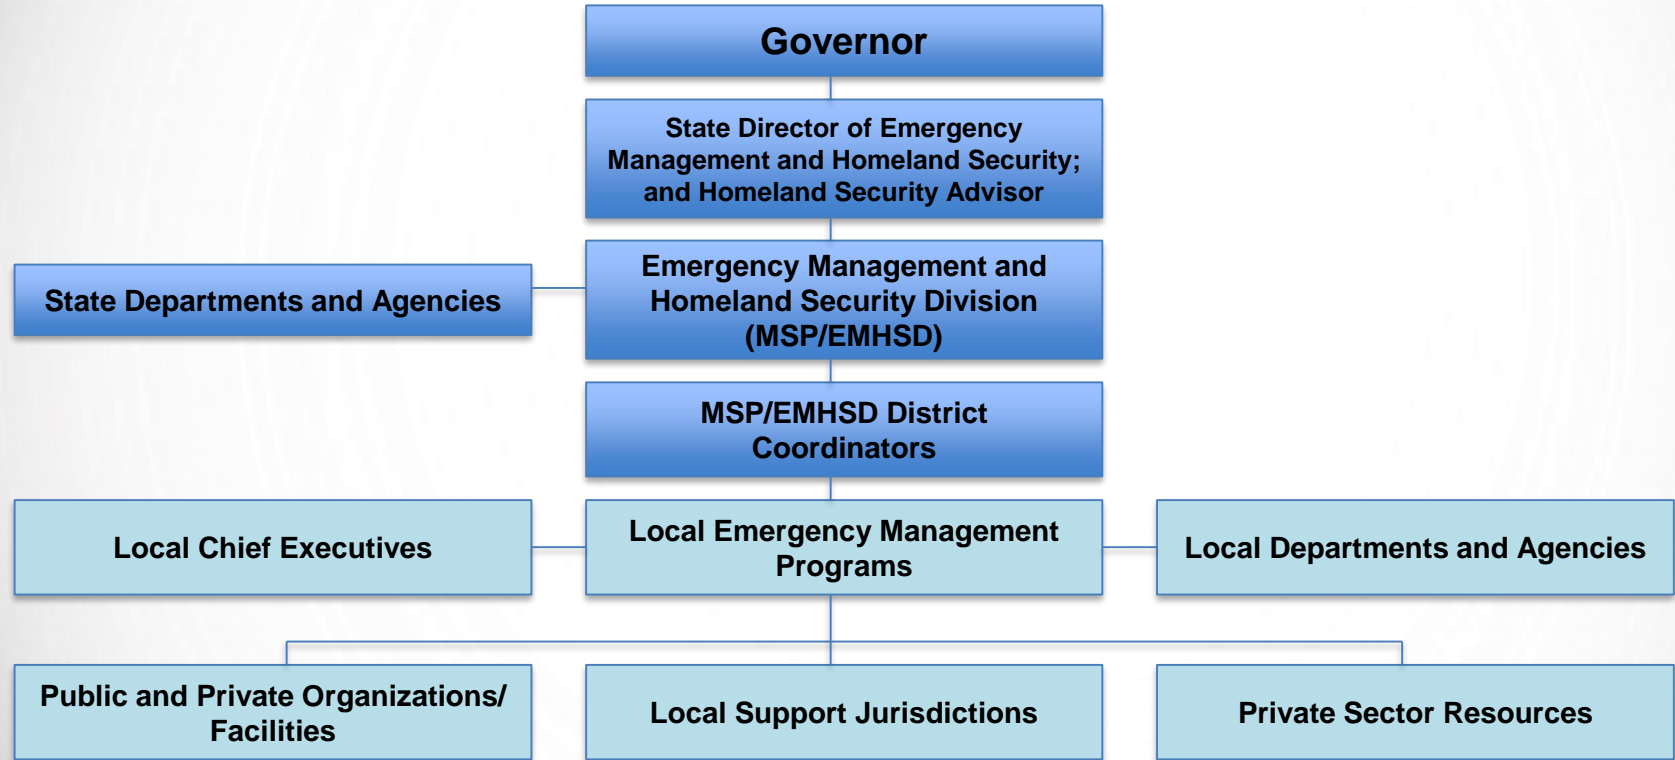 Governor
State Director of Emergency
Management and Homeland Security;
and Homeland Security Advisor
State Departments and Agencies
Emergency Management and
Homeland Security Division
(MSP/EMHSD)
MSP/EMHSD District
Coordinators
Local Chief Executives
Local Emergency Management
Programs
Local Departments and Agencies
Public and Private Organizations/
Facilities
Local Support Jurisdictions
Private Sector Resources